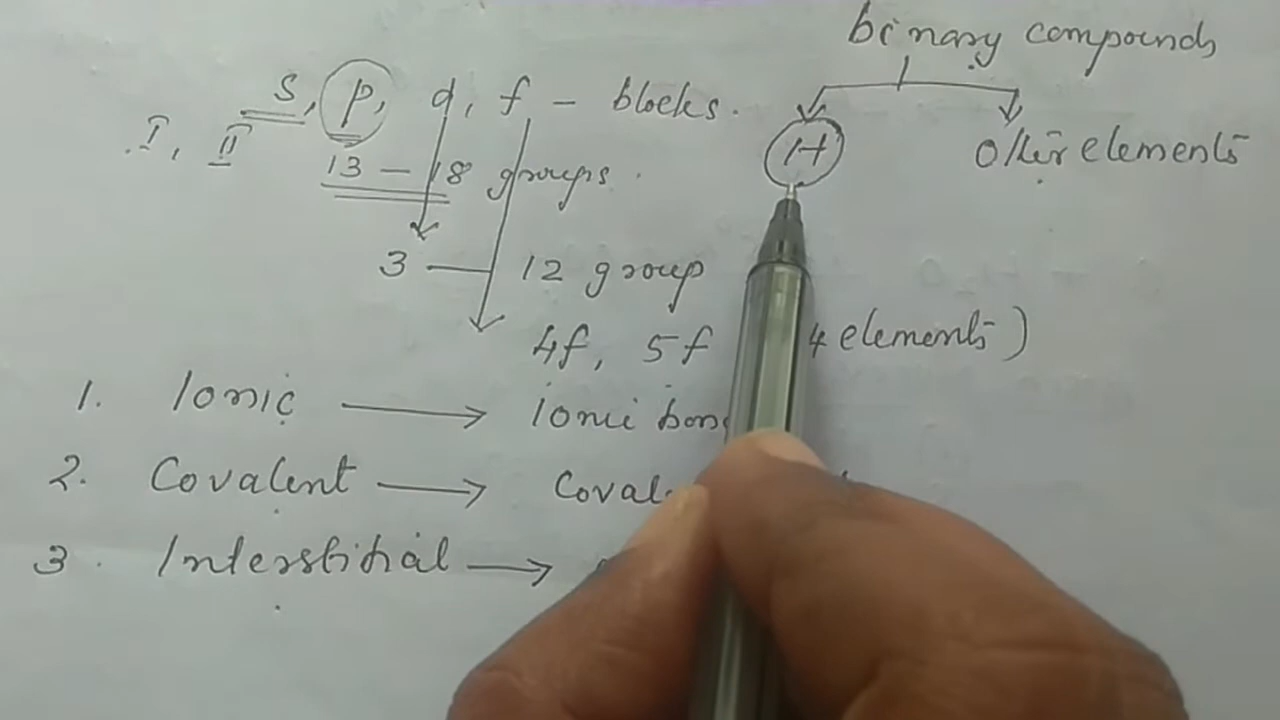 binary compounds
s, p, d, f - blocks.
H other elements
I, II
13 - 18 groups.
3 — 12 group
4f, 5f 4 elements)
1. Ionic → ionic
2. Covalent →
3. Interstitial →